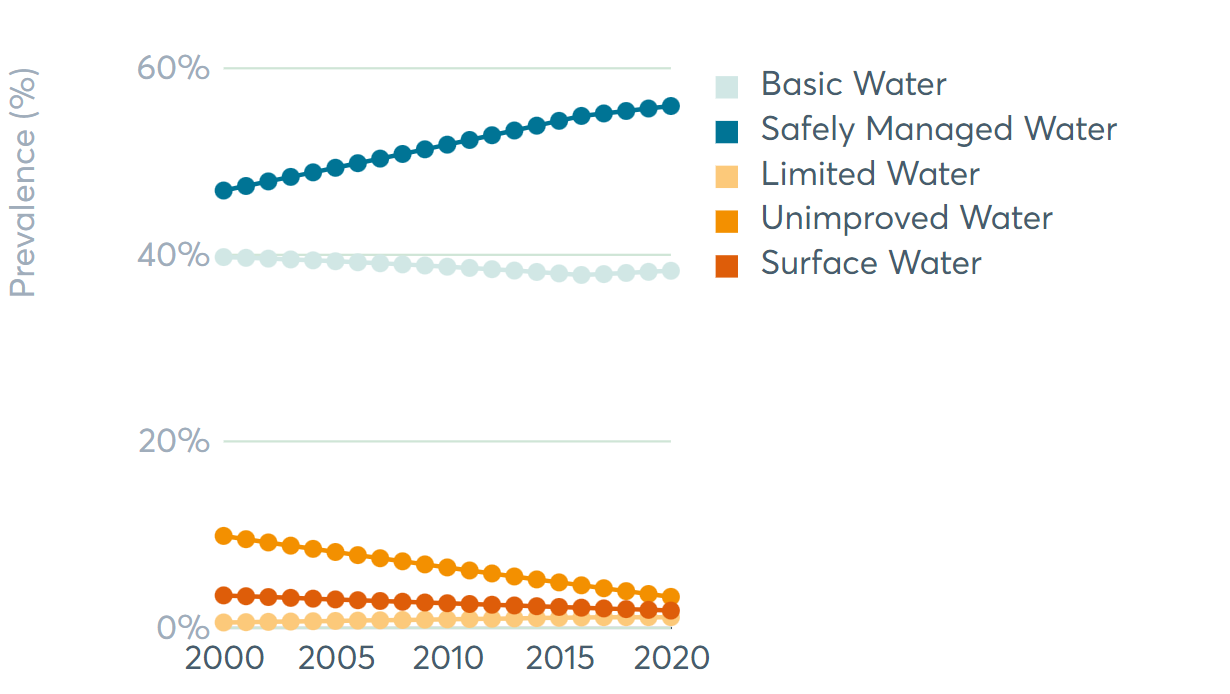 Prevalence (%)
60%
40%
20%
0%
2000 2005 2010 2015 2020
Basic Water
Safely Managed Water
Limited Water
Unimproved Water
Surface Water